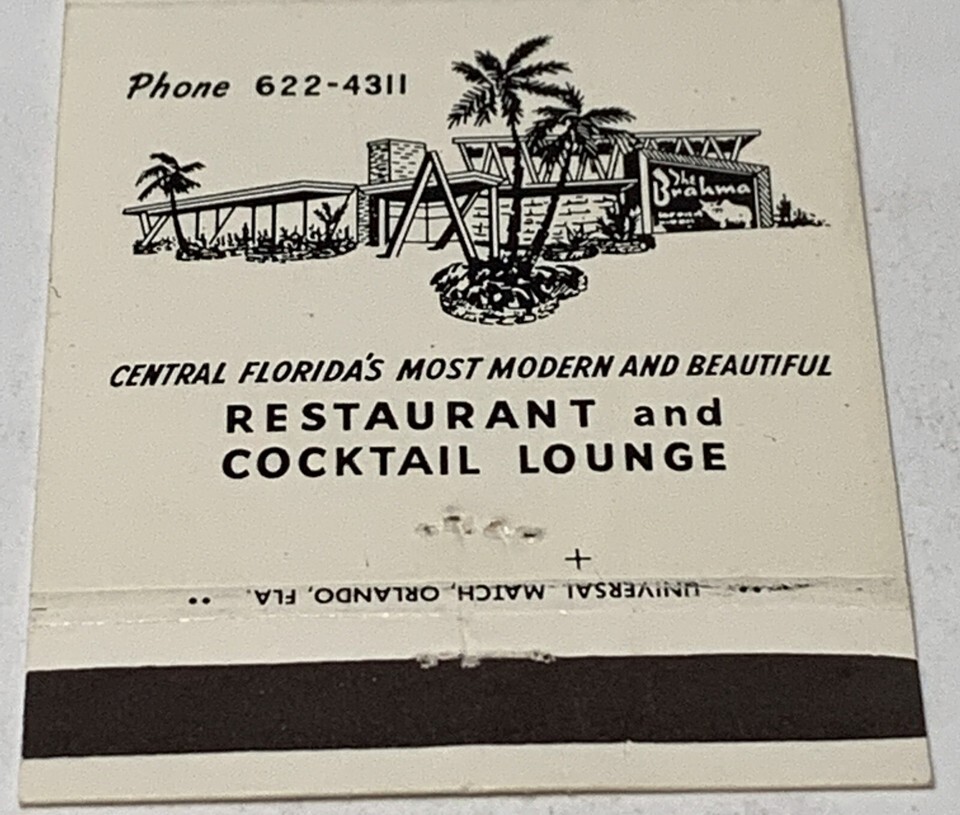 Phone 622-4311
The
Brahma
CENTRAL FLORIDA'S MOST MODERN AND BEAUTIFUL
RESTAURANT and
COCKTAIL LOUNGE
+
UNIVERSAL MATCH, ORLANDO, FLA.